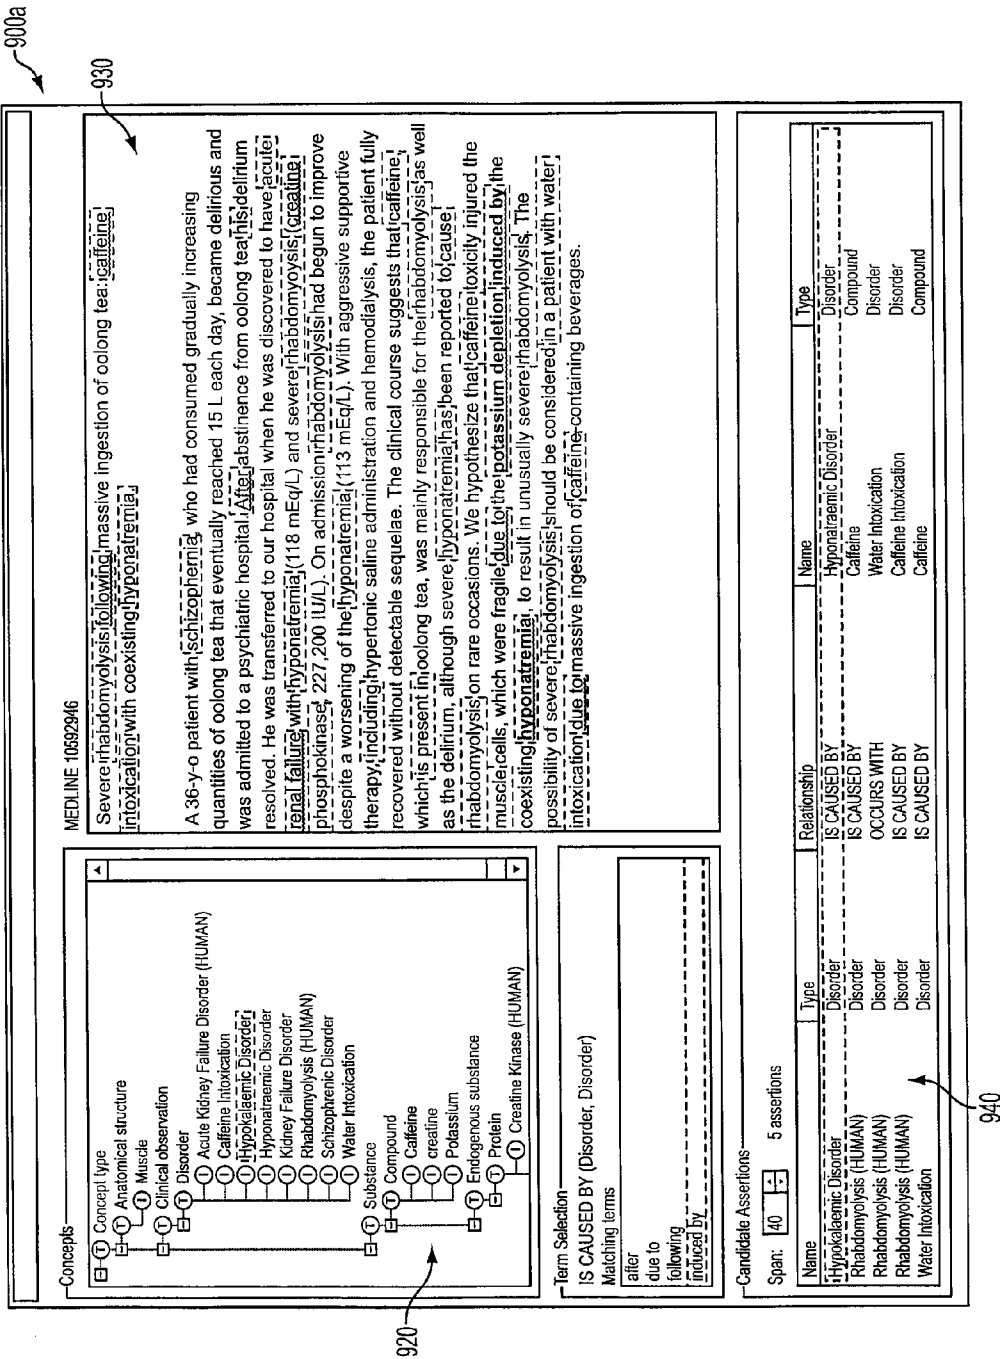 900a
Concepts
Concept type
Anatomical structure
Muscle
Clinical observation
Disorder
Acute Kidney Failure Disorder (HUMAN)
Caffeine Intoxication
Hypokalaemic Disorder
Hyponatraemic Disorder
Kidney Failure Disorder
Rhabdomyolysis (HUMAN)
Schizophrenic Disorder
Water Intoxication
Substance
Compound
Caffeine
creatine
Potassium
Endogenous substance
Protein
Creatine Kinase (HUMAN)
920
MEDLINE 10592946
Severe rhabdomyolysis following massive ingestion of oolong tea: caffeine
intoxication with coexisting hyponatremia.
930
A 36-y-o patient with schizophernia, who had consumed gradually increasing
quantities of oolong tea that eventually reached 15 L each day, became delirious and
was admitted to a psychiatric hospital. After abstinence from oolong tea his delirium
resolved. He was transferred to our hospital when he was discovered to have acute
renal failure with hyponatremia (118 mEq/L) and severe rhabdomyoysis (creatine
phosphokinase, 227,200 IU/L). On admission rhabdomyolysis had begun to improve
despite a worsening of the hyponatremia (113 mEq/L). With aggressive supportive
therapy, including hypertonic saline administration and hemodialysis, the patient fully
recovered without detectable sequelae. The clinical course suggests that caffeine,
which is present in oolong tea, was mainly responsible for the rhabdomyolysis as well
as the delirium, although severe hyponatremia has been reported to cause
rhabdomyolysis on rare occasions. We hypothesize that caffeine toxicity injured the
muscle cells, which were fragile due to the potassium depletion induced by the
coexisting hyponatremia, to result in unusually severe rhabdomyolysis. The
possibility of severe rhabdomyolysis should be considered in a patient with water
intoxication due to massive ingestion of caffeine-containing beverages.
Term Selection
IS CAUSED BY (Disorder, Disorder)
Matching terms
after
due to
following
induced by
Candidate Assertions
Span: 40 5 assertions
Name Type Relationship Name Type
Hypokalaemic Disorder Disorder IS CAUSED BY Hyponatraemic Disorder Disorder
Rhabdomyolysis (HUMAN) Disorder IS CAUSED BY Caffeine Compound
Rhabdomyolysis (HUMAN) Disorder OCCURS WITH Water Intoxication Disorder
Rhabdomyolysis (HUMAN) Disorder IS CAUSED BY Caffeine Intoxication Disorder
Water Intoxication Disorder IS CAUSED BY Caffeine Compound
940